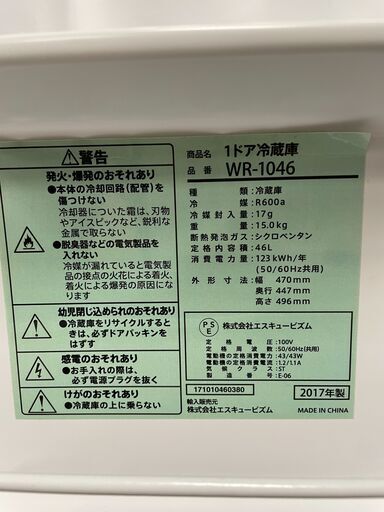 ⚠警告
発火・爆発のおそれあり
●本体の冷却回路(配管)を
傷つけない
冷却器についた霜は、刃物
やアイスピックなど、鋭利な
金属で取らない
●脱臭器などの電気製品を
入れない
冷媒が漏れていると電気製
品の接点の火花による着火、
着火による爆発の原因にな
ります
幼児閉じ込められのおそれあり
●冷蔵庫をリサイクルすると
きは、必ずドアパッキンを
はずす
感電のおそれあり
●お手入れの際は、
必ず電源プラグを抜く
けがのおそれあり
●冷蔵庫の上に乗らない
商品名 1ドア冷蔵庫
品番 WR-1046
種類:冷蔵庫
冷媒:R600a
冷媒封入量:17g
重量:15.0kg
断熱発泡ガス:シクロペンタン
定格内容積:46L
消費電力量:123 kWh/年
(50/60Hz共用)
外形寸法:幅 470mm
奥行 447mm
高さ 496mm
PSE
株式会社エスキュービズム
定格電圧:100V
定格周波数:50/60Hz(共用)
電動機の定格消費電力:43/43W
電動機の定格消費電流:1.2/1.1A
気候クラス:ST
製造番号:E-06
171010460380
2017年製
輸入販売元
株式会社エスキュービズム
MADE IN CHINA